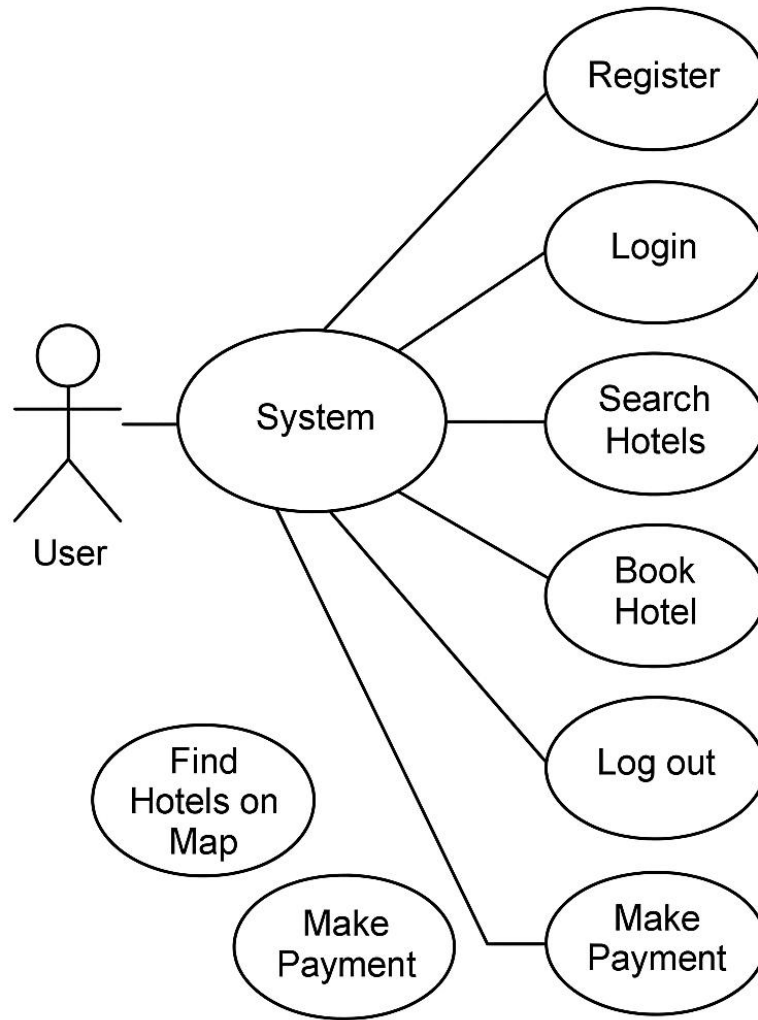 Register
Login
System
Search
Hotels
User
Book
Hotel
Log out
Find
Hotels on
Map
Make
Payment
Make
Payment